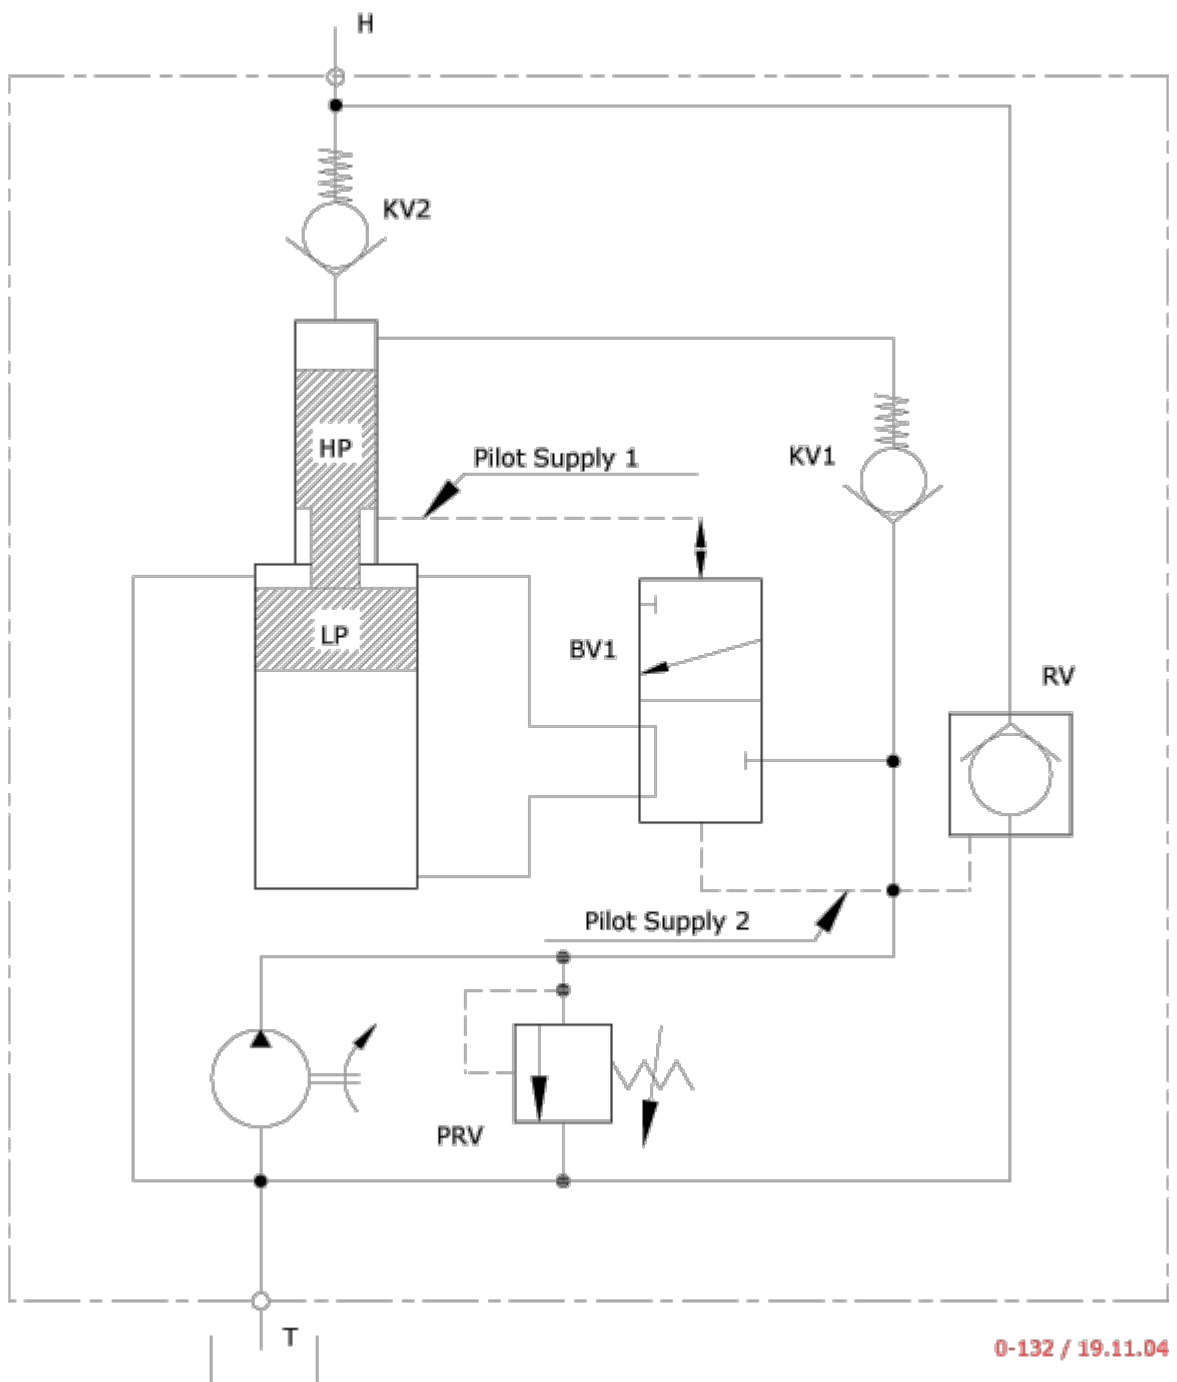 H
KV2
HP
Pilot Supply 1
KV1
LP
BV1
RV
Pilot Supply 2
PRV
T
0-132 / 19.11.04